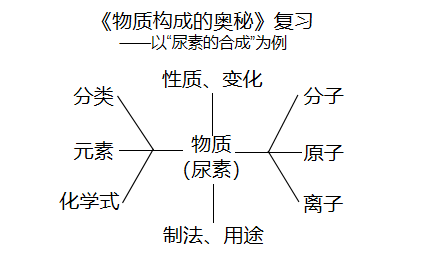 《物质构成的奥秘》复习
——以“尿素的合成”为例
性质、变化
分类
分子
元素
物质
(尿素)
原子
化学式
离子
制法、用途